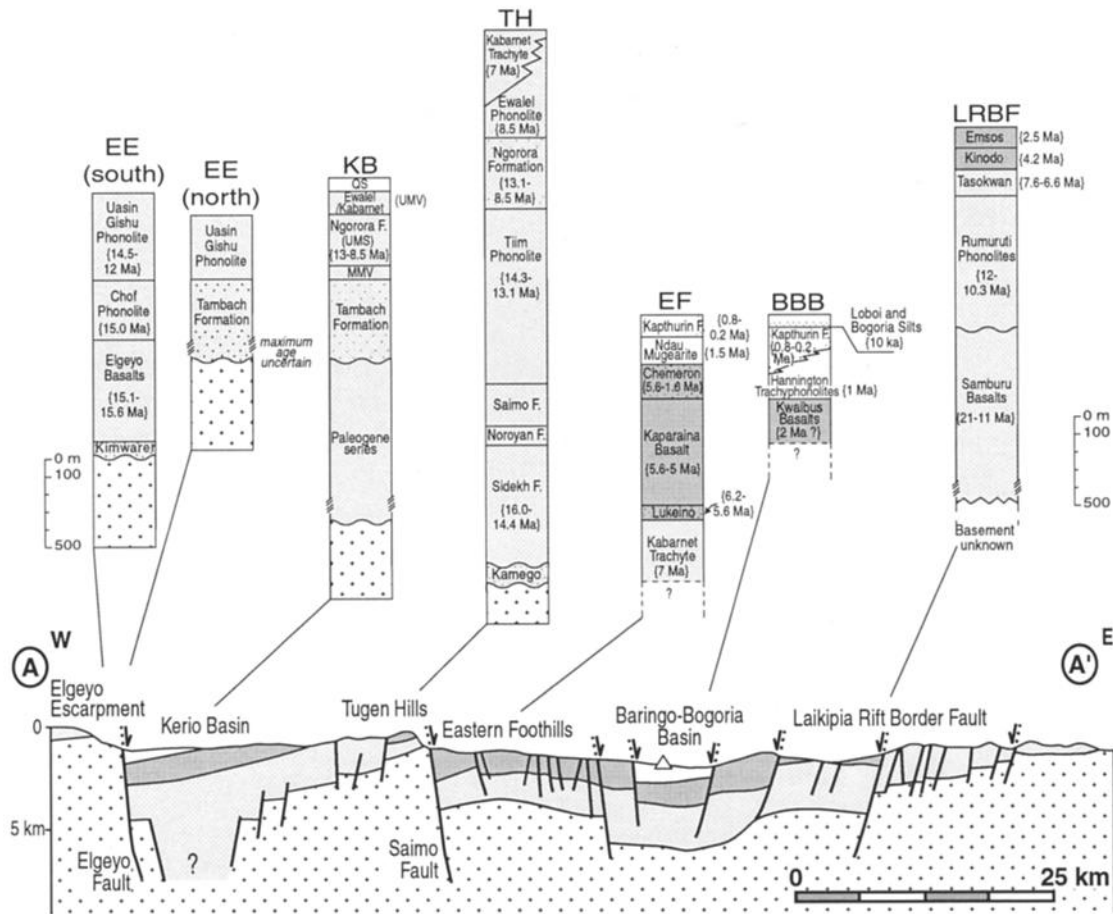 EE
(south)
Uasin
Gishu
Phonolite
{14.5-
12 Ma}
Chof
Phonolite
{15.0 Ma}
Elgeyo
Basalts
{15.1-
15.6 Ma}
Kimwarer
0 m
100
500
EE
(north)
Uasin
Gishu
Phonolite
Tambach
Formation
maximum
age
uncertain
KB
QS
Ewalel
/Kabarnet
(UMV)
Ngorora F.
(UMS)
{13-8.5 Ma}
MMV
Tambach
Formation
Paleogene
series
TH
Kabarnet
Trachyte
{7 Ma}
Ewalel
Phonolite
{8.5 Ma}
Ngorora
Formation
{13.1-
8.5 Ma}
Tiim
Phonolite
{14.3-
13.1 Ma}
Saimo F.
Noroyan F.
Sidekh F.
{16.0-
14.4 Ma}
Kamego
EF
Kapthurin F.
{0.8-
0.2 Ma}
Ndau
Mugearite
{1.5 Ma}
Chemeron
{5.6-1.6 Ma}
Kaparaina
Basalt
{5.6-5 Ma}
Lukeino
{6.2-
5.6 Ma}
Kabarnet
Trachyte
{7 Ma}
?
BBB
Loboi and
Bogoria Silts
{10 ka}
Kapthurin F.
{0.8-0.2
Ma}
Hannington
Trachyphonolites
{1 Ma}
Kwaibus
Basalts
{2 Ma ?}
?
LRBF
Emsos
{2.5 Ma}
Kinodo
{4.2 Ma}
Tasokwan
{7.6-6.6 Ma}
Rumuruti
Phonolites
{12-
10.3 Ma}
Samburu
Basalts
{21-11 Ma}
Basement
unknown
0 m
100
500
W
E
A
A'
Elgeyo
Escarpment
Kerio Basin
Tugen Hills
Eastern Foothills
Baringo-Bogoria
Basin
Laikipia Rift Border Fault
0
5 km
Elgeyo
Fault
?
Saimo
Fault
0
25 km